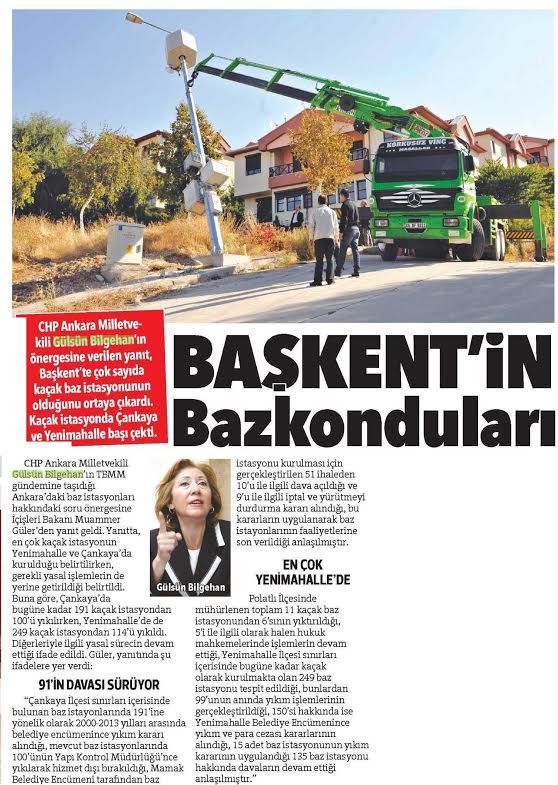 KORKUSUZ VİNÇ
MAŞALLAH
CHP Ankara Milletve-
kili Gülsün Bilgehan'ın
önergesine verilen yanıt,
Başkent'te çok sayıda
kaçak baz istasyonunun
olduğunu ortaya çıkardı.
Kaçak istasyonda Çankaya
ve Yenimahalle başı çekti.
BAŞKENT'iN
Bazkonduları
CHP Ankara Milletvekili
Gülsün Bilgehan'ın TBMM
gündemine taşıdığı
Ankara'daki baz istasyonları
hakkındaki soru önergesine
İçişleri Bakanı Muammer
Güler'den yanıt geldi. Yanıtta,
en çok kaçak istasyonun
Yenimahalle ve Çankaya'da
kurulduğu belirtilirken,
gerekli yasal işlemlerin de
yerine getirildiği belirtildi.
Buna göre, Çankaya'da
bugüne kadar 191 kaçak istasyondan
100'ü yıkılırken, Yenimahalle'de de
249 kaçak istasyondan 114'ü yıkıldı.
Diğerleriyle ilgili yasal sürecin devam
ettiği ifade edildi. Güler, yanıtında şu
ifadelere yer verdi:
91'İN DAVASI SÜRÜYOR
"Çankaya İlçesi sınırları içerisinde
bulunan baz istasyonlarında 191'ine
yönelik olarak 2000-2013 yılları arasında
belediye encümenince yıkım kararı
alındığı, mevcut baz istasyonlarında
100'ünün Yapı Kontrol Müdürlüğü'nce
yıkılarak hizmet dışı bırakıldığı, Mamak
Belediye Encümeni tarafından baz
Gülsün Bilgehan
istasyonu kurulması için
gerçekleştirilen 51 ihaleden
10'u ile ilgili dava açıldığı ve
9'u ile ilgili iptal ve yürütmeyi
durdurma kararı alındığı, bu
kararların uygulanarak baz
istasyonlarının faaliyetlerine
son verildiği anlaşılmıştır.
EN ÇOK
YENİMAHALLE'DE
Polatlı İlçesinde
mühürlenen toplam 11 kaçak baz
istasyonundan 6'sının yıktırıldığı,
5'i ile ilgili olarak halen hukuk
mahkemelerinde işlemlerin devam
ettiği, Yenimahalle İlçesi sınırları
içerisinde bugüne kadar kaçak
olarak kurulmakta olan 249 baz
istasyonu tespit edildiği, bunlardan
99'unun anında yıkım işlemlerinin
gerçekleştirildiği, 150'si hakkında ise
Yenimahalle Belediye Encümenince
yıkım ve para cezası kararlarının
alındığı, 15 adet baz istasyonunun yıkım
kararının uygulandığı 135 baz istasyonu
hakkında davaların devam ettiği
anlaşılmıştır."